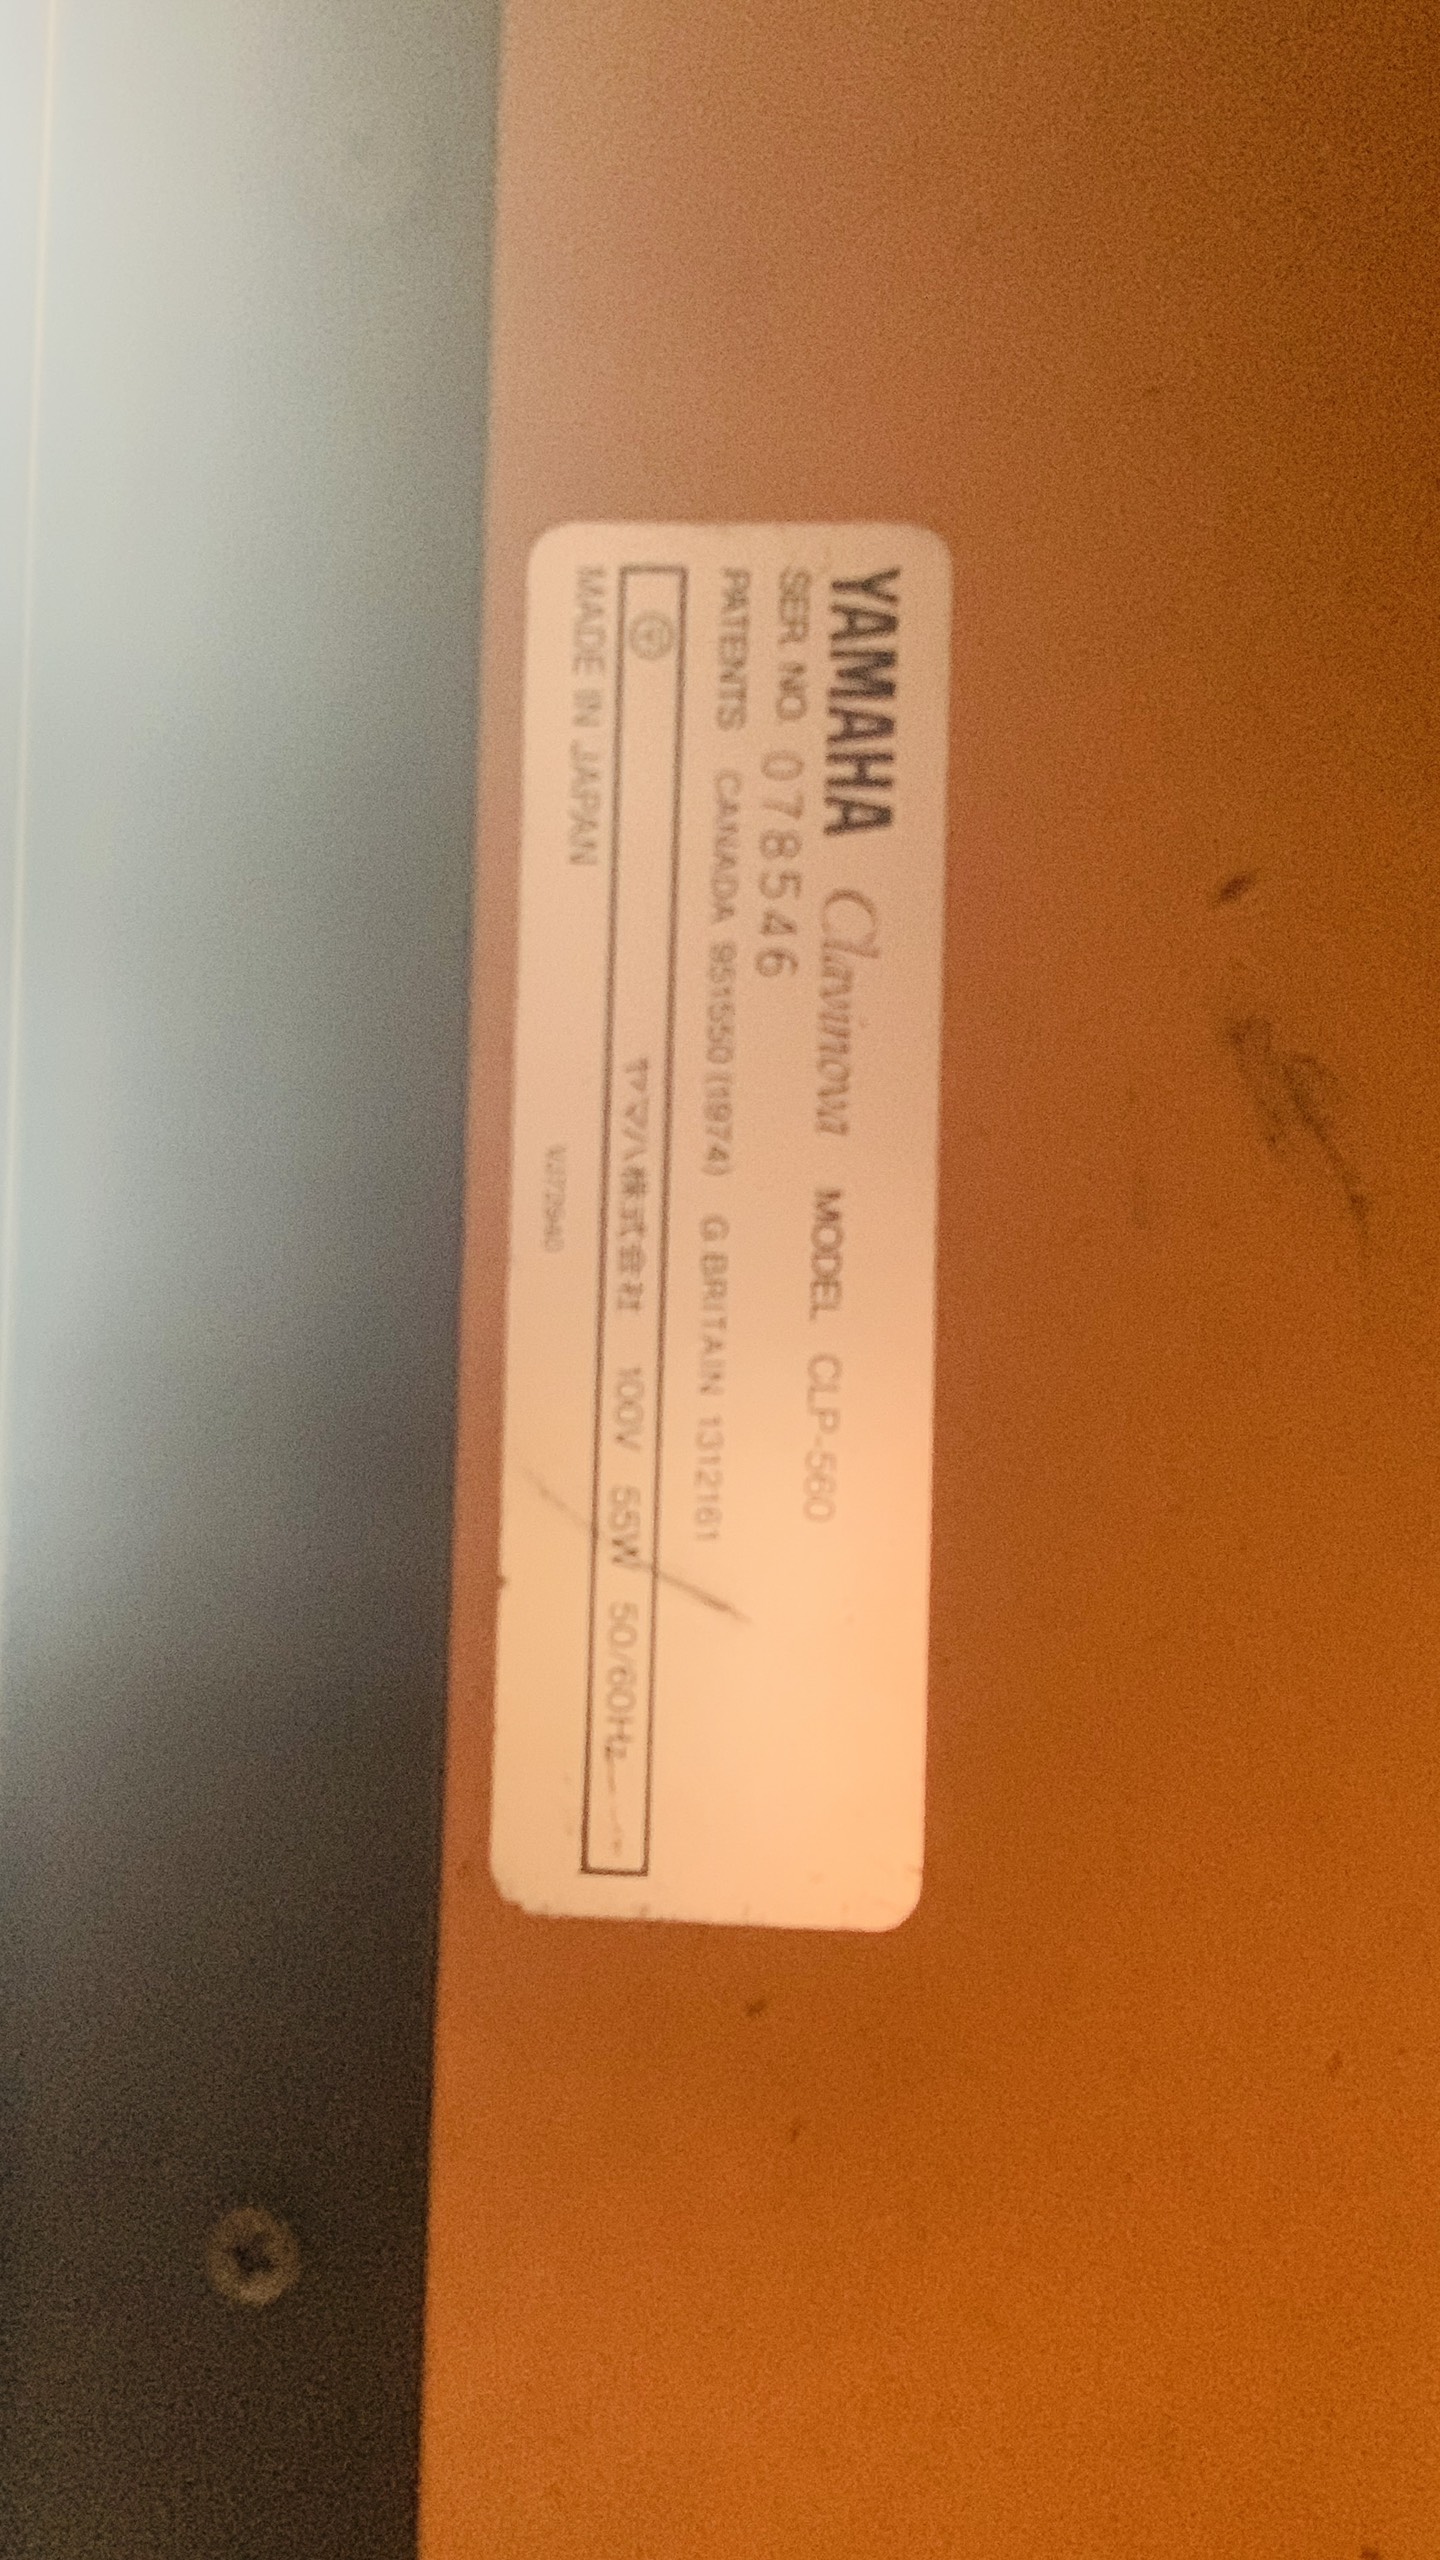 YAMAHA Clavinova MODEL CLP-560
SER NO. 078546
PATENTS CANADA 951550 (1974) G.BRITAIN 1312161
ヤマハ株式会社 100V 55W 50/60Hz
MADE IN JAPAN